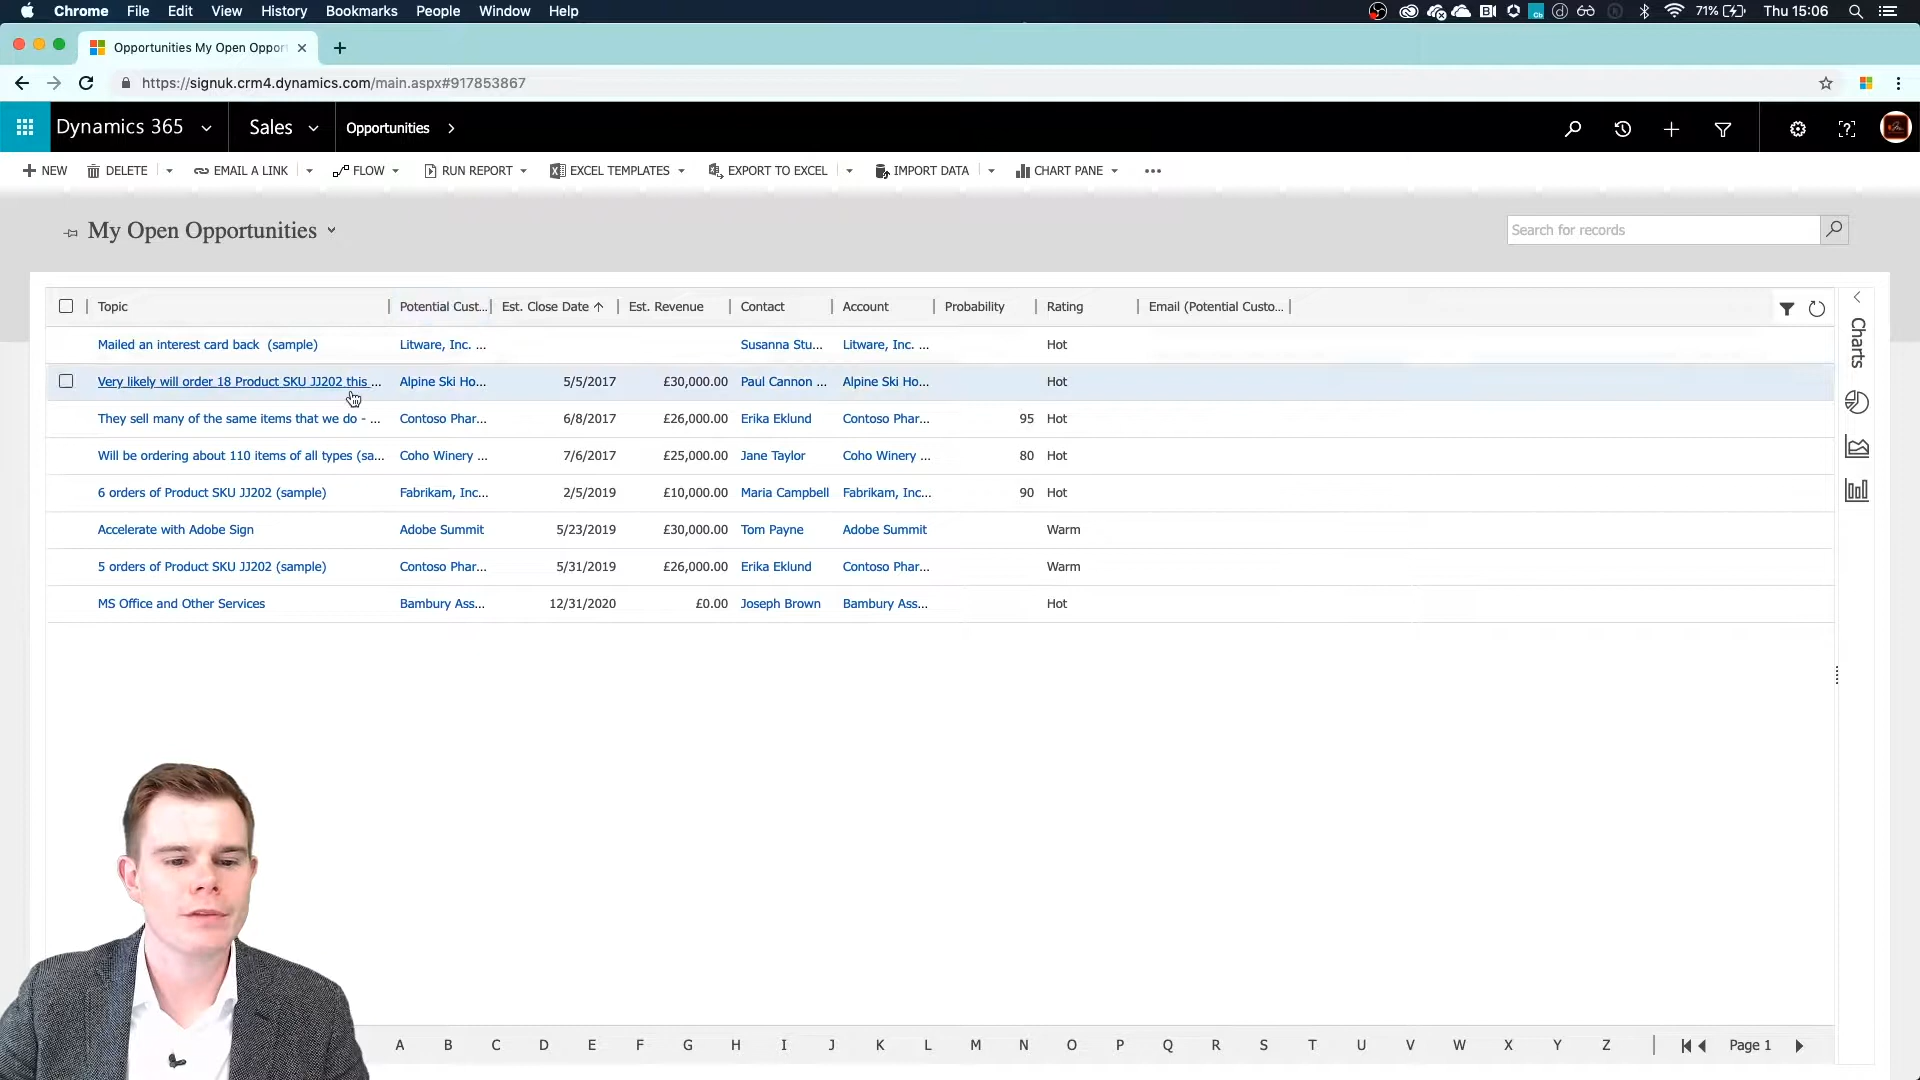 Chrome File Edit View History Bookmarks People Window Help 71% Thu 15:06
Opportunities My Open Oppor
https://signuk.crm4.dynamics.com/main.aspx#917853867
Dynamics 365 Sales Opportunities
NEW DELETE EMAIL A LINK FLOW RUN REPORT EXCEL TEMPLATES EXPORT TO EXCEL IMPORT DATA CHART PANE
My Open Opportunities Search for records
Topic Potential Cust... Est. Close Date Est. Revenue Contact Account Probability Rating Email (Potential Custo...
Mailed an interest card back (sample) Litware, Inc. ... Susanna Stu... Litware, Inc. ... Hot
Very likely will order 18 Product SKU JJ202 this ... Alpine Ski Ho... 5/5/2017 £30,000.00 Paul Cannon ... Alpine Ski Ho... Hot
They sell many of the same items that we do - ... Contoso Phar... 6/8/2017 £26,000.00 Erika Eklund Contoso Phar... 95 Hot
Will be ordering about 110 items of all types (sa... Coho Winery ... 7/6/2017 £25,000.00 Jane Taylor Coho Winery ... 80 Hot
6 orders of Product SKU JJ202 (sample) Fabrikam, Inc... 2/5/2019 £10,000.00 Maria Campbell Fabrikam, Inc... 90 Hot
Accelerate with Adobe Sign Adobe Summit 5/23/2019 £30,000.00 Tom Payne Adobe Summit Warm
5 orders of Product SKU JJ202 (sample) Contoso Phar... 5/31/2019 £26,000.00 Erika Eklund Contoso Phar... Warm
MS Office and Other Services Bambury Ass... 12/31/2020 £0.00 Joseph Brown Bambury Ass... Hot
Charts
A B C D E F G H I J K L M N O P Q R S T U V W X Y Z Page 1